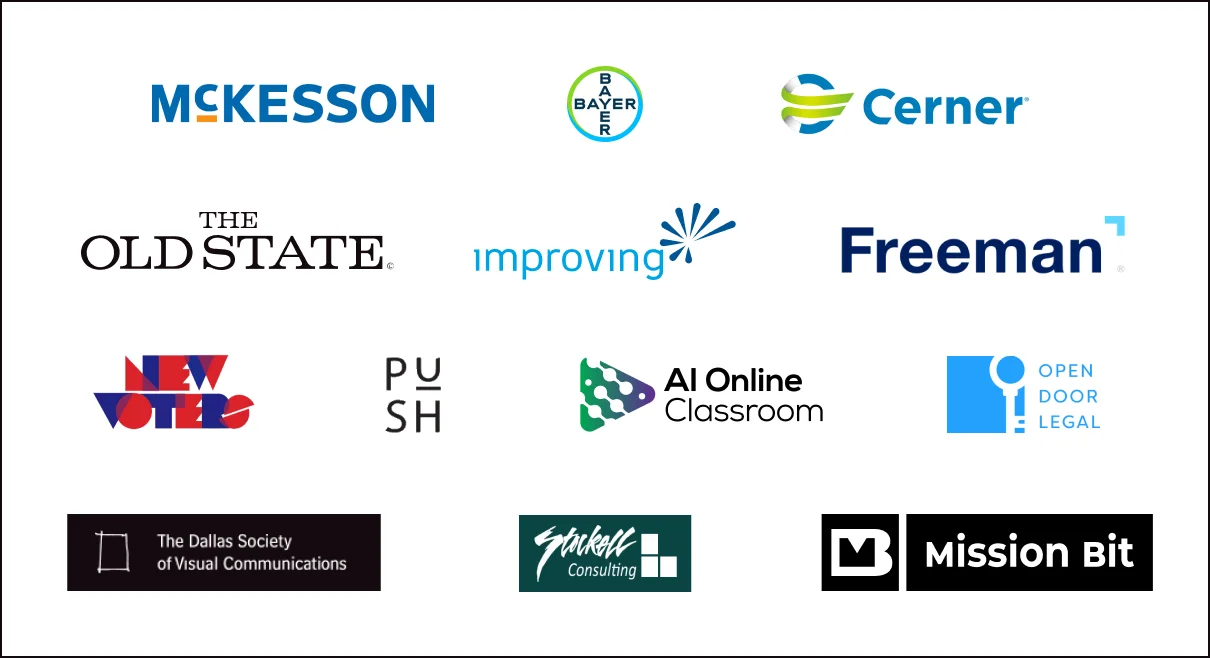 McKESSON
BAYER
BAYER
Cerner®
THE
OLD STATE©
improving
Freeman®
NEW
VOTERS
PU
SH
AI Online
Classroom
OPEN
DOOR
LEGAL
The Dallas Society
of Visual Communications
Stockell
Consulting
Mission Bit